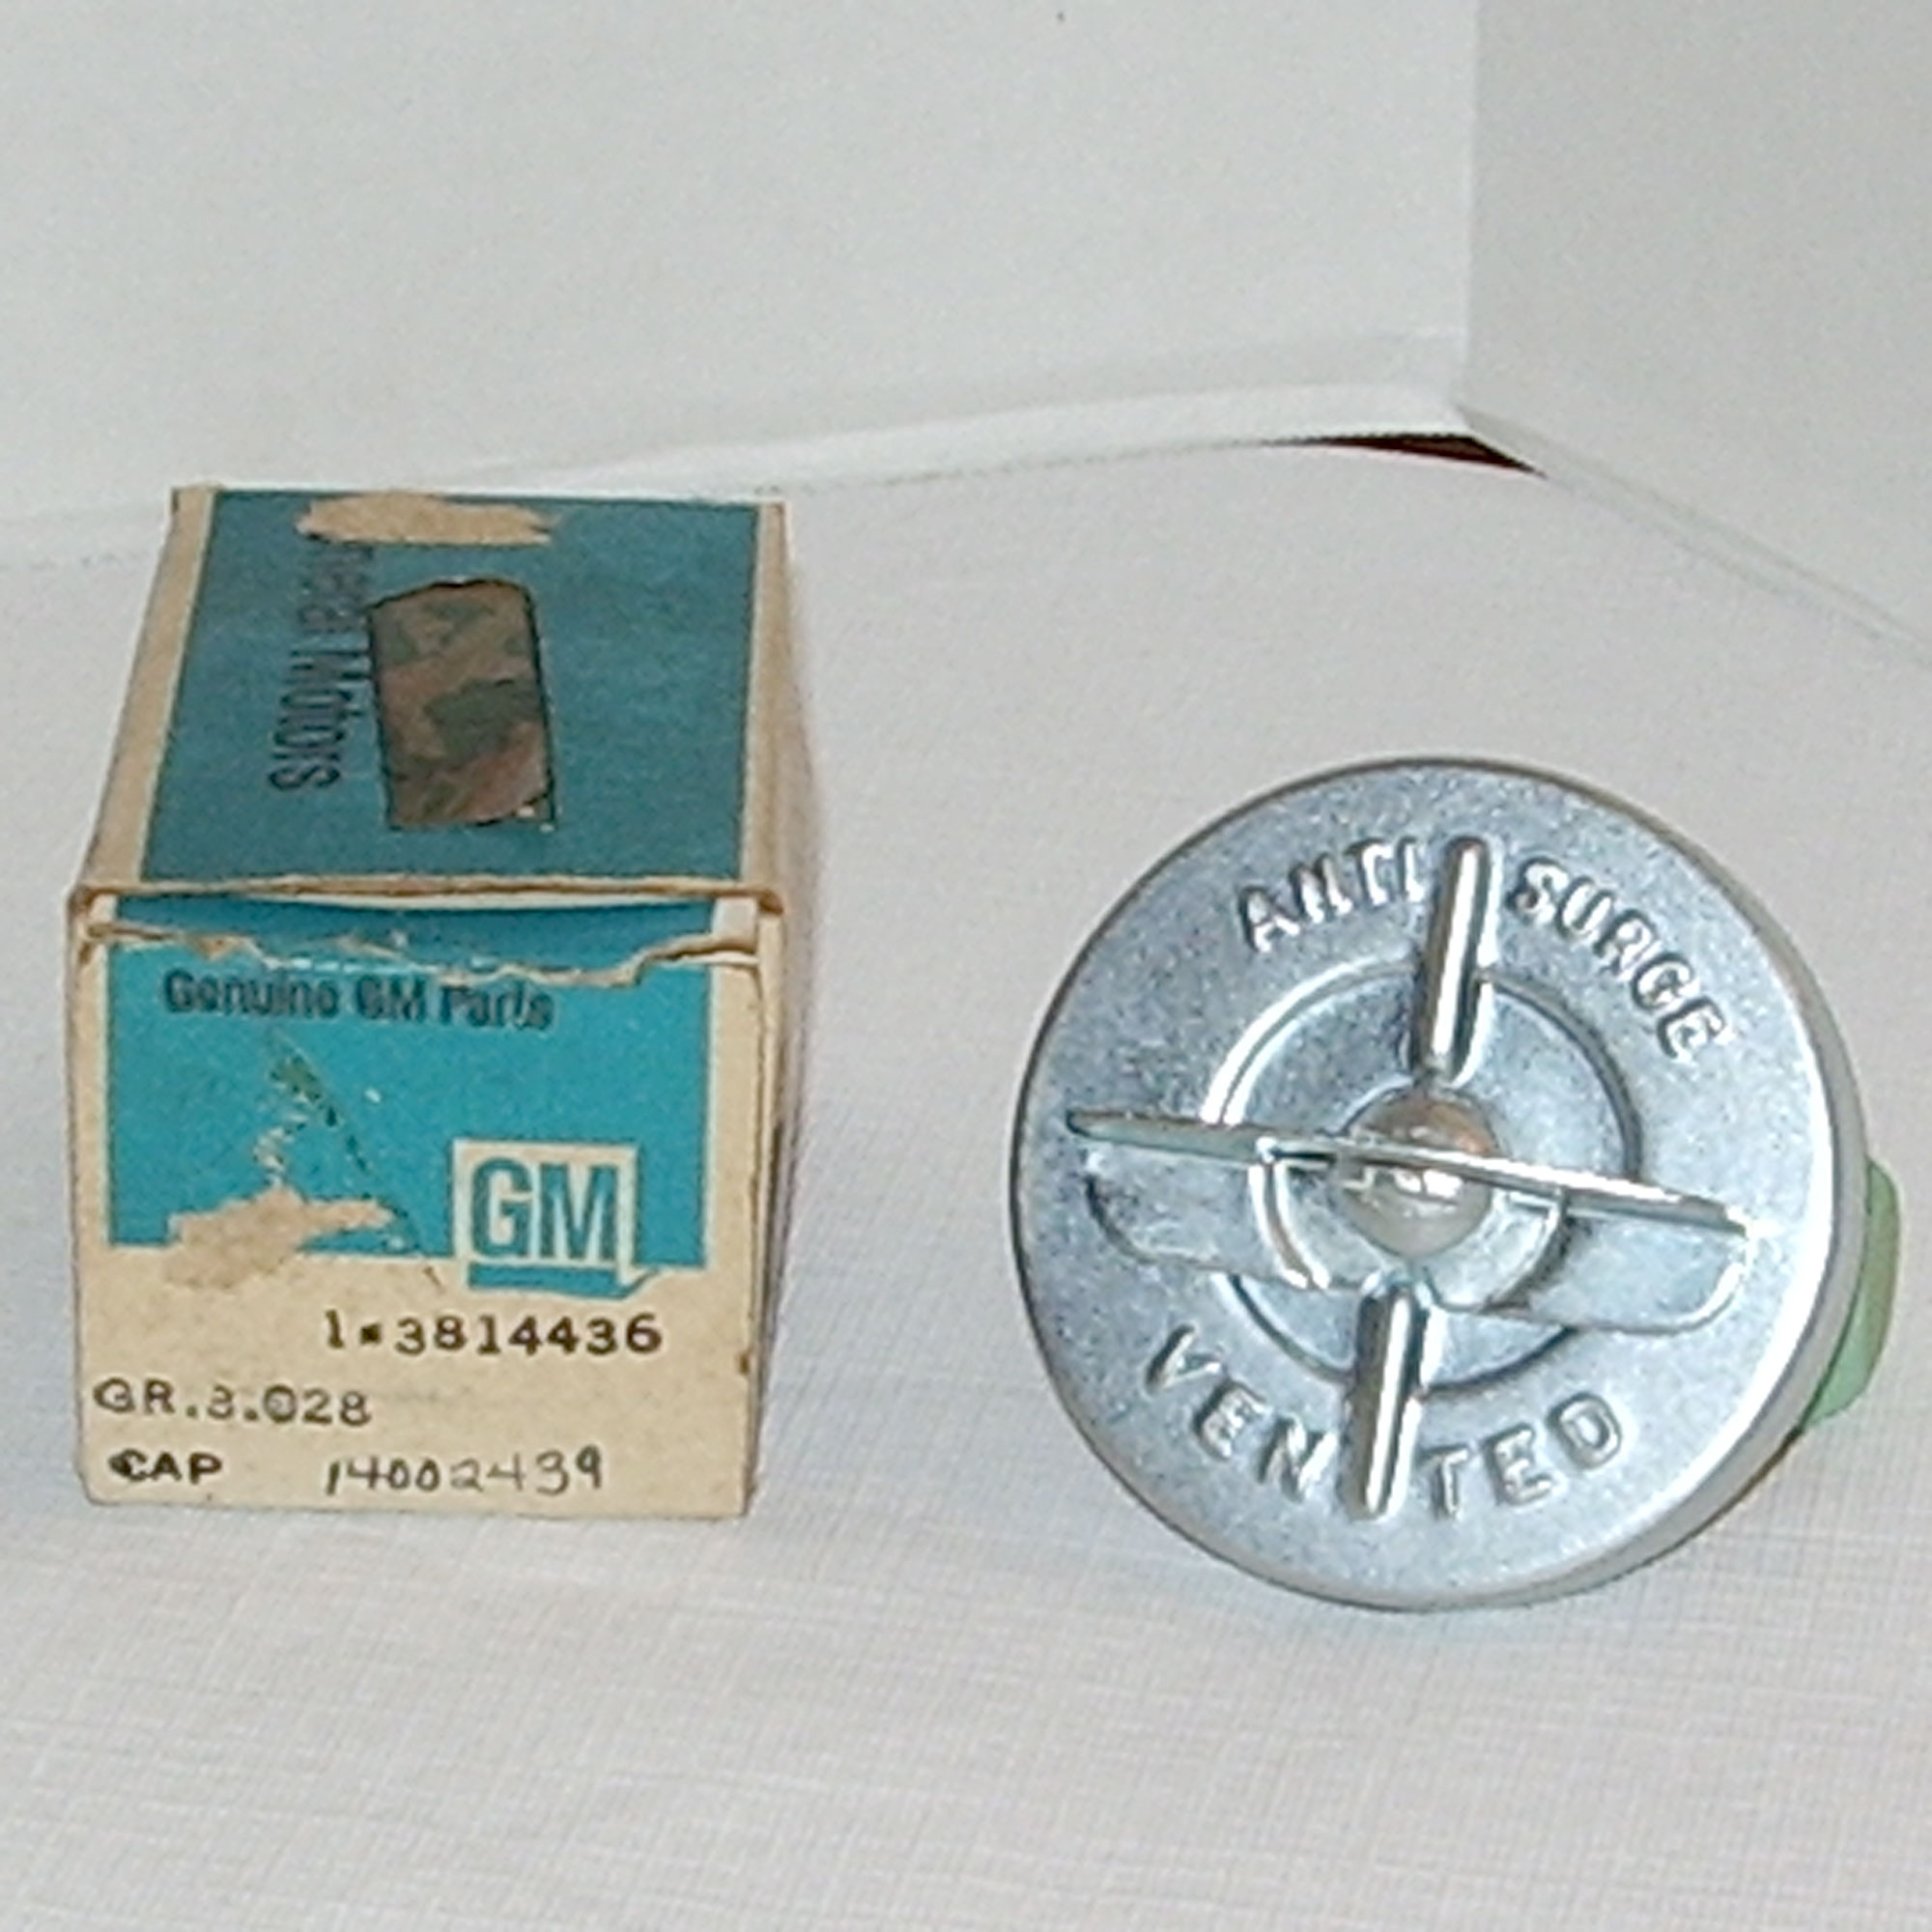 Motors
Genuine GM Parts
GM
1-3814436
GR.3.028
CAP 14002439
ANTI SURGE
VENTED